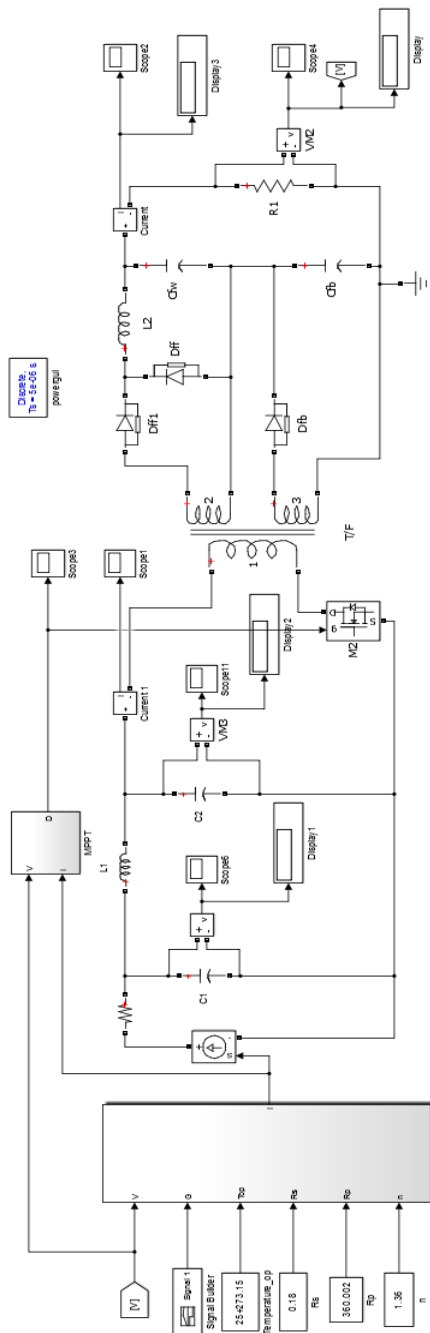 Discrete,
Ts = 5e-06 s.
powergui
Scope3
Scope1
Scope2
Display3
Scope4
[V]
Display
VM2
v
+
-
R1
Current
I
+
-
Cfw
Cfb
L2
Dff
Dff1
Dfb
T/F
1
2
3
M2
g
D
S
Current 1
I
+
-
Scope11
Display2
VM3
v
+
-
C2
L1
MPPT
V
I
D
Scope6
Display1
v
+
-
C1
s
+
-
I
V
G
Top
Rs
Rp
n
[V]
Signal 1
Signal Builder
25+273.15
Temperature_op
0.18
Rs
360.002
Rp
1.36
n